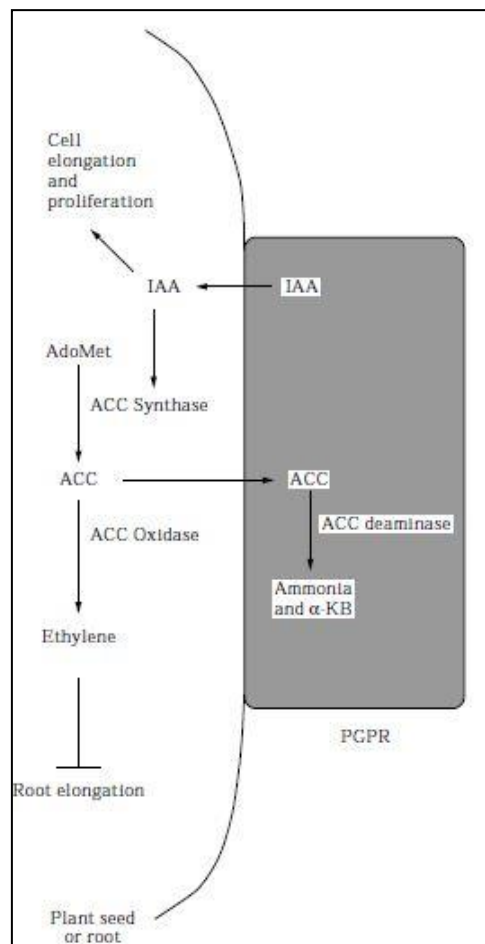 Cell
elongation
and
proliferation
IAA
IAA
AdoMet
ACC Synthase
ACC
ACC
ACC deaminase
ACC Oxidase
Ammonia
and α-KB
Ethylene
PGPR
Root elongation
Plant seed
or root